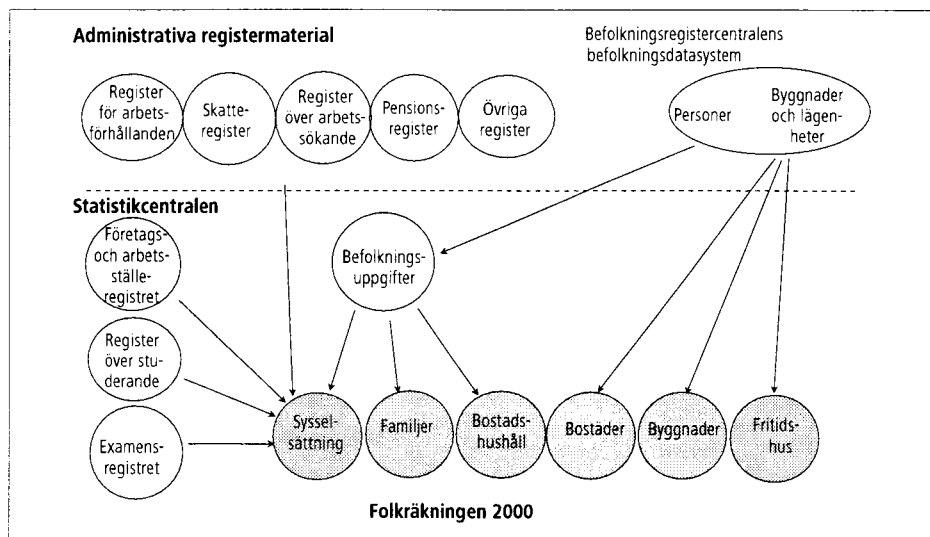 Administrativa registermaterial
Befolkningsregistercentralens
befolkningsdatasystem
Register
för arbets-
förhållanden
Skatte-
register
Register
över arbets-
sökande
Pensions-
register
Övriga
register
Personer
Byggnader
och lägen-
heter
Statistikcentralen
Företags-
och arbets-
ställe-
registret
Befolknings-
uppgifter
Register
över stu-
derande
Examens-
registret
Syssel-
sättning
Familjer
Bostads-
hushåll
Bostäder
Byggnader
Fritids-
hus
Folkräkningen 2000